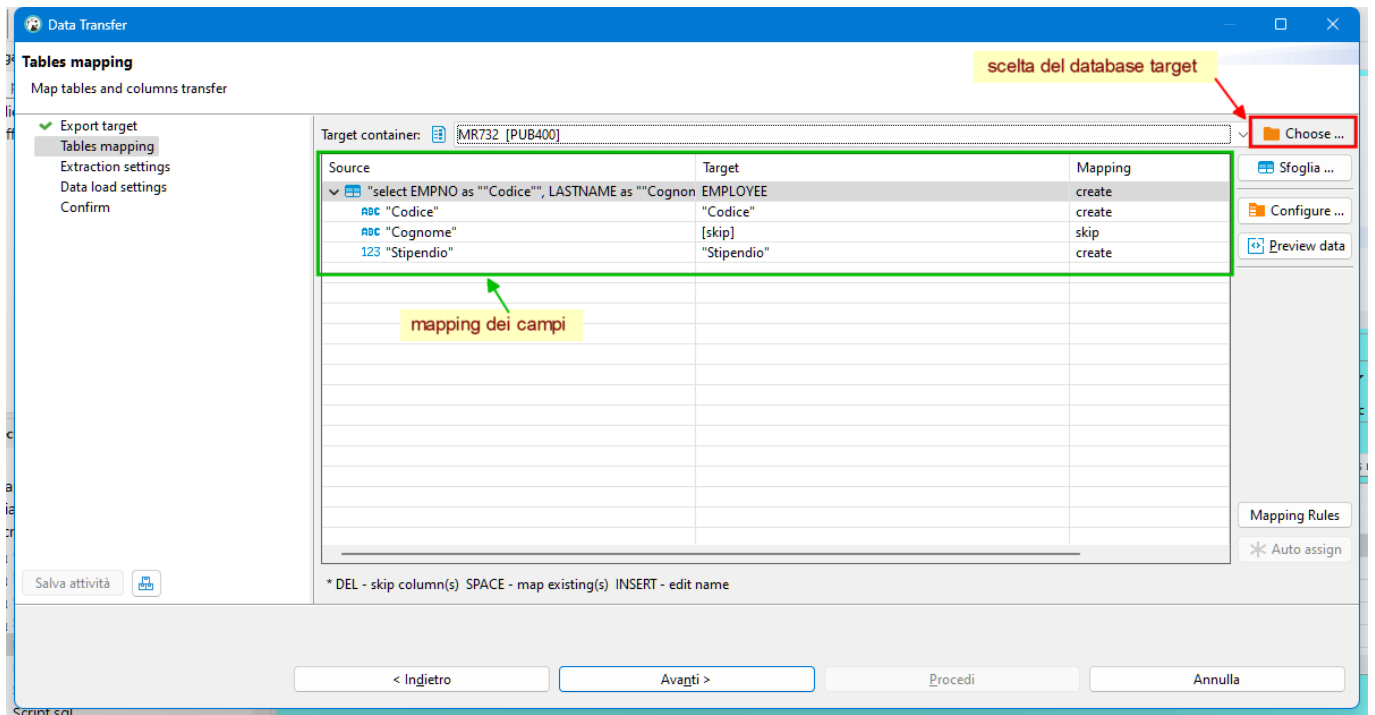 Data Transfer
Tables mapping
Map tables and columns transfer
scelta del database target
Export target
Tables mapping
Extraction settings
Data load settings
Confirm
Target container: MR732 [PUB400] Choose ...
Source Target Mapping Sfoglia ...
"select EMPNO as ""Codice"", LASTNAME as ""Cognon EMPLOYEE create
ABC "Codice" "Codice" create Configure ...
ABC "Cognome" [skip] skip
123 "Stipendio" "Stipendio" create Preview data
mapping dei campi
Mapping Rules
Auto assign
Salva attività * DEL - skip column(s) SPACE - map existing(s) INSERT - edit name
< Indietro Avanti > Procedi Annulla
Script sql